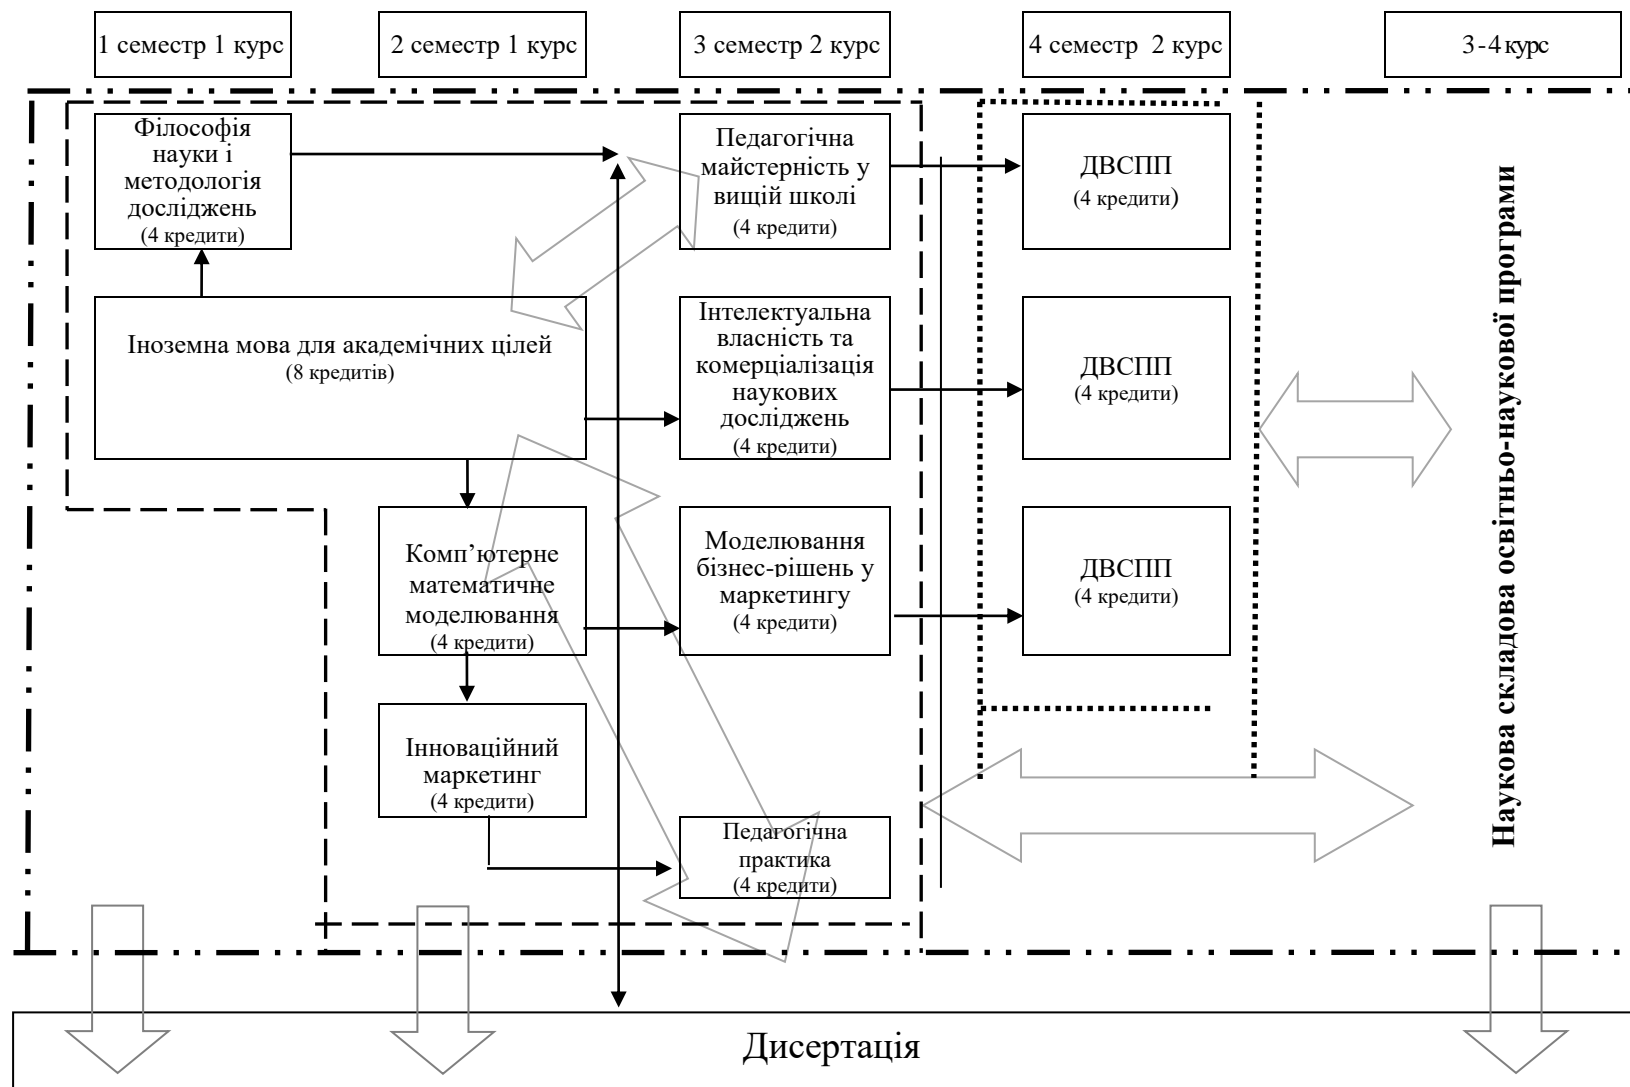 1 семестр 1 курс
2 семестр 1 курс
3 семестр 2 курс
4 семестр 2 курс
3-4 курс
Філософія
науки і
методологія
досліджень
(4 кредити)
Педагогічна
майстерність у
вищій школі
(4 кредити)
ДВСПП
(4 кредити)
Іноземна мова для академічних цілей
(8 кредитів)
Інтелектуальна
власність та
комерціалізація
наукових
досліджень
(4 кредити)
ДВСПП
(4 кредити)
Комп’ютерне
математичне
моделювання
(4 кредити)
Моделювання
бізнес-рішень у
маркетингу
(4 кредити)
ДВСПП
(4 кредити)
Інноваційний
маркетинг
(4 кредити)
Педагогічна
практика
(4 кредити)
Наукова складова освітньо-наукової програми
Дисертація